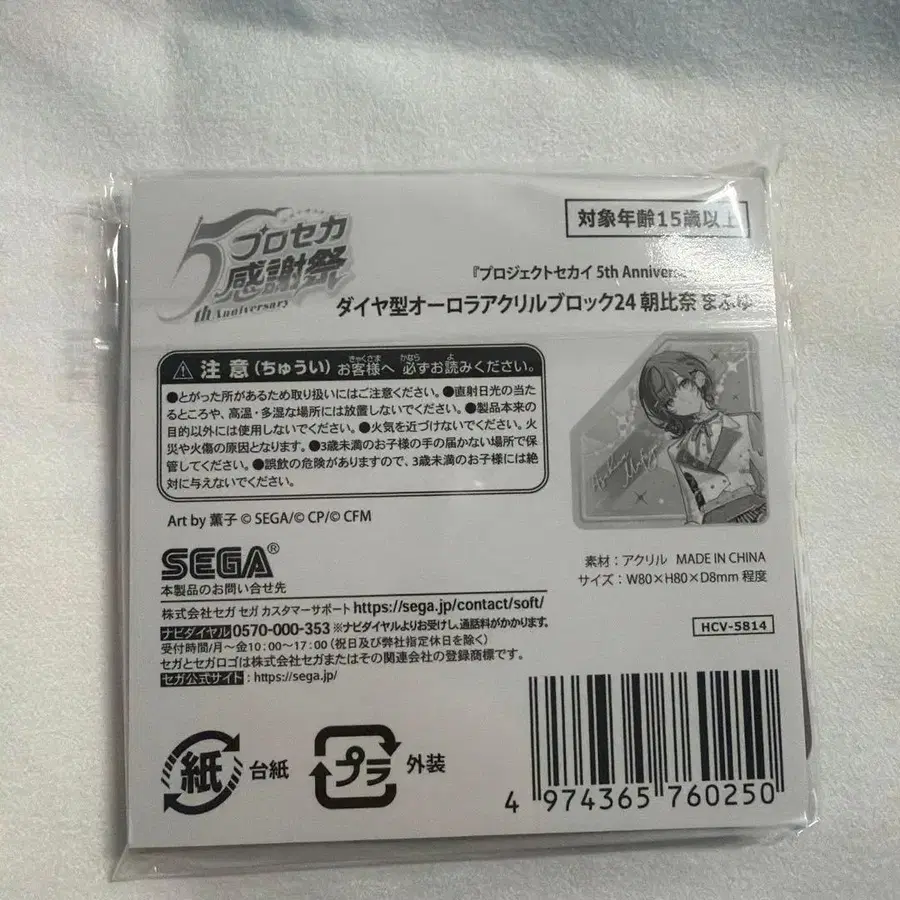 5
プロセカ
感謝祭
th Anniversary
対象年齢15歳以上
『プロジェクトセカイ 5th
ダイヤ型オーロラアクリルブロック24 朝比奈 まふゆ
⚠ 注意(ちゅうい) お客様へ 必ずお読みください。
●とがった所があるため取り扱いにはご注意ください。●直射日光の当た
るところや、高温・多湿な場所には放置しないでください。●製品本来の
目的以外には使用しないでください。●火気を近づけないでください。火
災や火傷の原因となります。●3歳未満のお子様の手の届かない場所で保
管してください。●誤飲の危険がありますので、3歳未満のお子様には絶
対に与えないでください。
Art by 薫子 © SEGA/© CP/© CFM
SEGA®
本製品のお問い合せ先
株式会社セガ セガ カスタマーサポート https://sega.jp/contact/soft/
ナビダイヤル 0570-000-353 ※ナビダイヤルよりお受けし、通話料がかかります。
受付時間/月〜金10:00〜17:00(祝日及び弊社指定休日を除く)
セガとセガロゴは株式会社セガまたはその関連会社の登録商標です。
セガ公式サイト:https://sega.jp/
素材:アクリル MADE IN CHINA
サイズ:W80×H80×D8mm 程度
HCV-5814
紙 台紙
プラ 外装
4 974365 760250